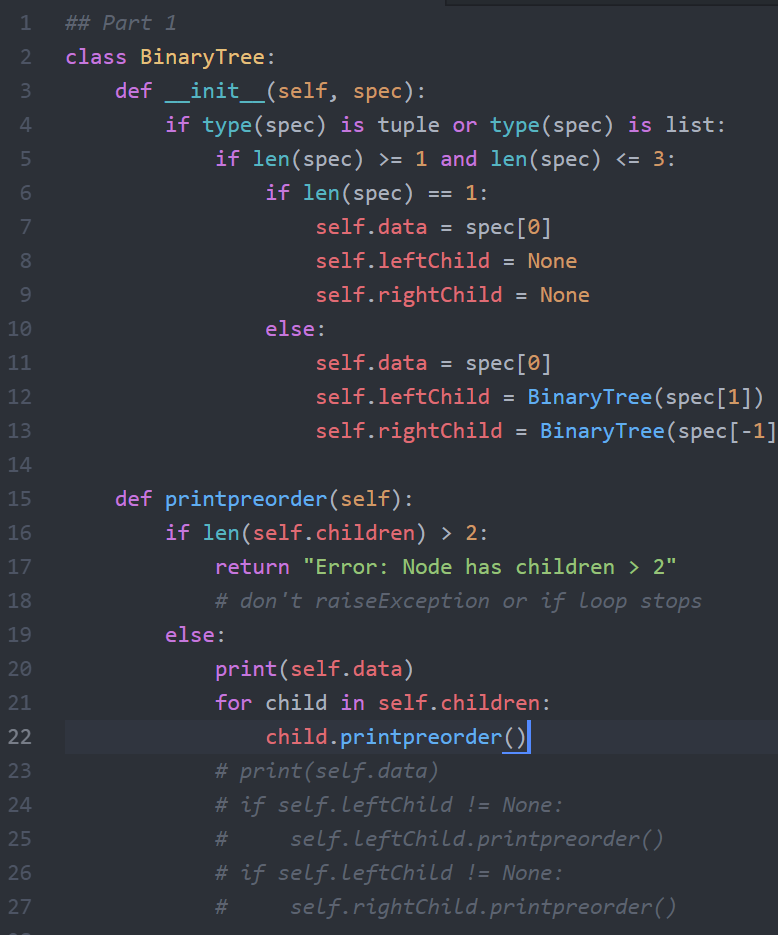 1 ## Part 1
2 class BinaryTree:
3     def __init__(self, spec):
4         if type(spec) is tuple or type(spec) is list:
5             if len(spec) >= 1 and len(spec) <= 3:
6                 if len(spec) == 1:
7                     self.data = spec[0]
8                     self.leftChild = None
9                     self.rightChild = None
10                 else:
11                     self.data = spec[0]
12                     self.leftChild = BinaryTree(spec[1])
13                     self.rightChild = BinaryTree(spec[-1]
14
15     def printpreorder(self):
16         if len(self.children) > 2:
17             return "Error: Node has children > 2"
18             # don't raiseException or if loop stops
19         else:
20             print(self.data)
21             for child in self.children:
22                 child.printpreorder()
23             # print(self.data)
24             # if self.leftChild != None:
25             #     self.leftChild.printpreorder()
26             # if self.leftChild != None:
27             #     self.rightChild.printpreorder()